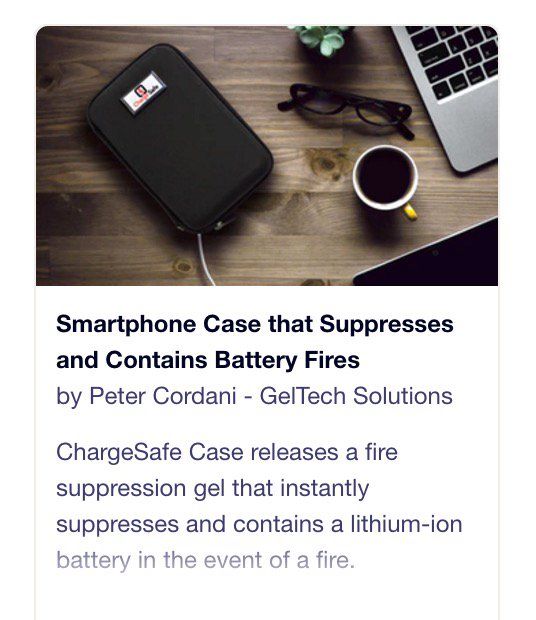 ChargeSafe
Smartphone Case that Suppresses
and Contains Battery Fires
by Peter Cordani - GelTech Solutions
ChargeSafe Case releases a fire
suppression gel that instantly
suppresses and contains a lithium-ion
battery in the event of a fire.